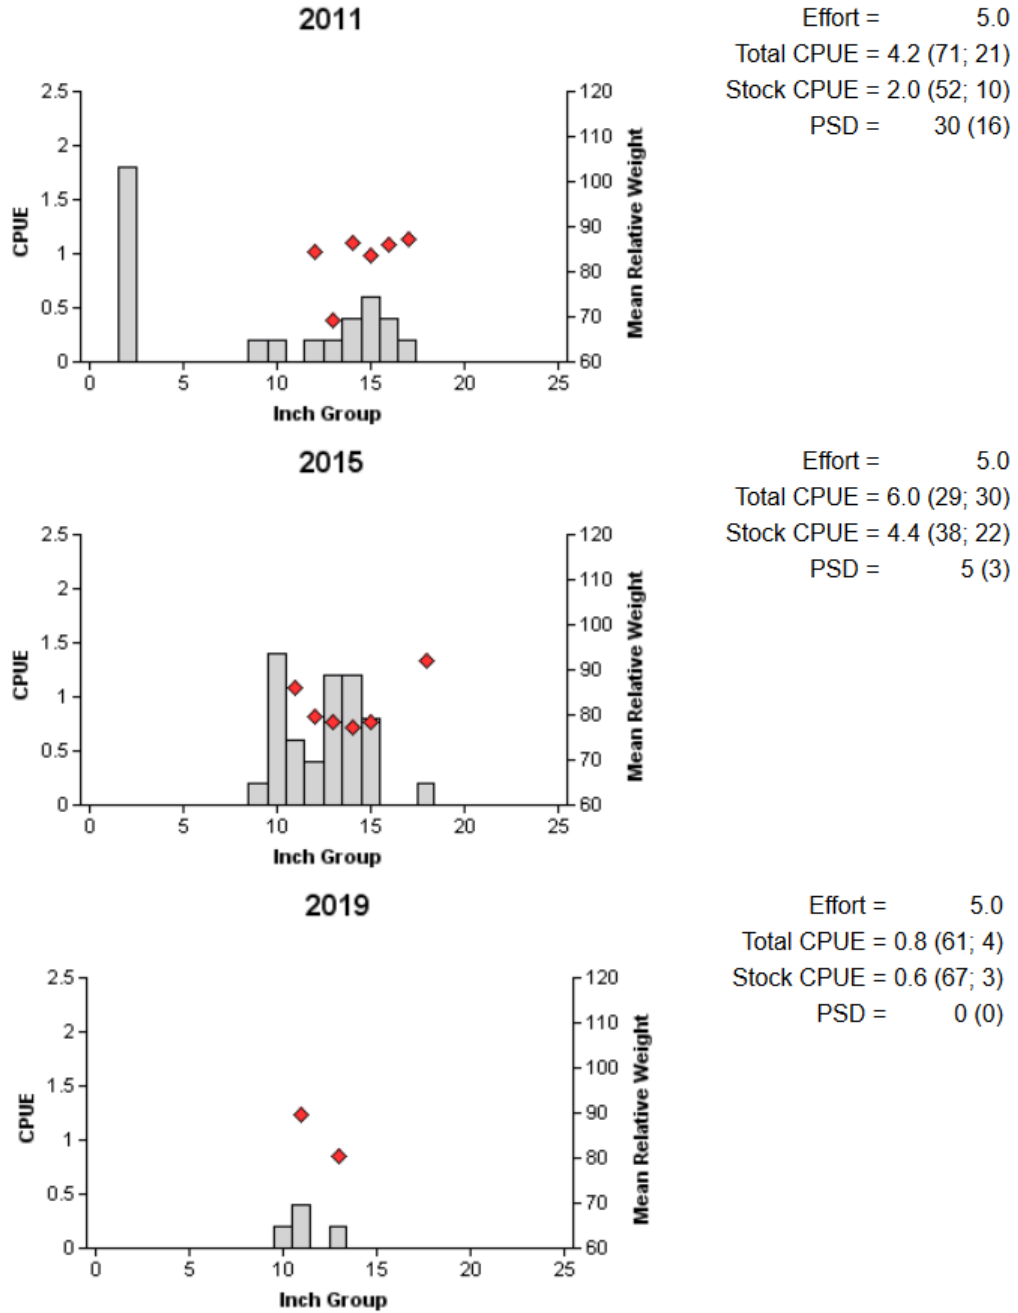 2011
Effort = 5.0
Total CPUE = 4.2 (71; 21)
Stock CPUE = 2.0 (52; 10)
PSD = 30 (16)
2.5
2
1.5
1
0.5
0
CPUE
120
110
100
90
80
70
60
Mean Relative Weight
0 5 10 15 20 25
Inch Group
2015
Effort = 5.0
Total CPUE = 6.0 (29; 30)
Stock CPUE = 4.4 (38; 22)
PSD = 5 (3)
2.5
2
1.5
1
0.5
0
CPUE
120
110
100
90
80
70
60
Mean Relative Weight
0 5 10 15 20 25
Inch Group
2019
Effort = 5.0
Total CPUE = 0.8 (61; 4)
Stock CPUE = 0.6 (67; 3)
PSD = 0 (0)
2.5
2
1.5
1
0.5
0
CPUE
120
110
100
90
80
70
60
Mean Relative Weight
0 5 10 15 20 25
Inch Group